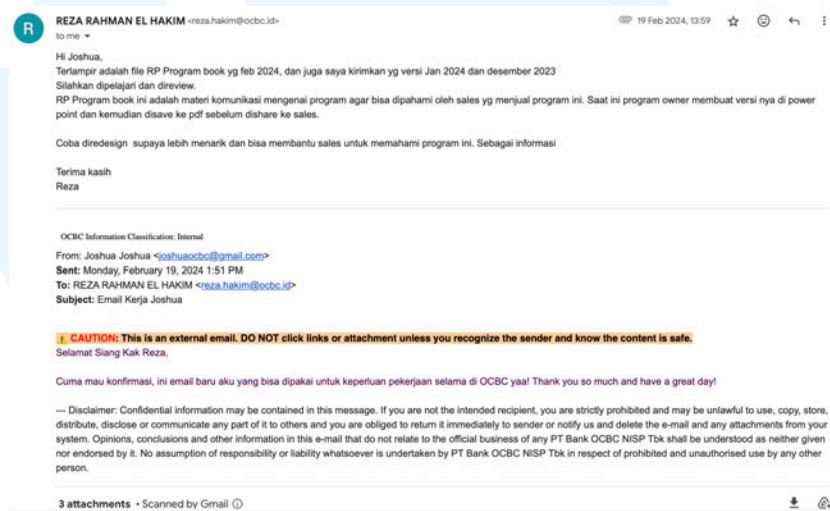 R
REZA RAHMAN EL HAKIM <reza.hakim@ocbc.id>
19 Feb 2024, 13:59
to me
Hi Joshua,
Terlampir adalah file RP Program book yg feb 2024, dan juga saya kirimkan yg versi Jan 2024 dan desember 2023
Silahkan dipelajari dan direview.
RP Program book ini adalah materi komunikasi mengenai program agar bisa dipahami oleh sales yg menjual program ini. Saat ini program owner membuat versi nya di power
point dan kemudian disave ke pdf sebelum dishare ke sales.
Coba diredesign supaya lebih menarik dan bisa membantu sales untuk memahami program ini. Sebagai informasi
Terima kasih
Reza
OCBC Information Classification: Internal
From: Joshua Joshua <joshuaocbc@gmail.com>
Sent: Monday, February 19, 2024 1:51 PM
To: REZA RAHMAN EL HAKIM <reza.hakim@ocbc.id>
Subject: Email Kerja Joshua
CAUTION: This is an external email. DO NOT click links or attachment unless you recognize the sender and know the content is safe.
Selamat Siang Kak Reza,
Cuma mau konfirmasi, ini email baru aku yang bisa dipakai untuk keperluan pekerjaan selama di OCBC yaa! Thank you so much and have a great day!
--- Disclaimer: Confidential information may be contained in this message. If you are not the intended recipient, you are strictly prohibited and may be unlawful to use, copy, store,
distribute, disclose or communicate any part of it to others and you are obliged to return it immediately to sender or notify us and delete the e-mail and any attachments from your
system. Opinions, conclusions and other information in this e-mail that do not relate to the official business of any PT Bank OCBC NISP Tbk shall be understood as neither given
nor endorsed by it. No assumption of responsibility or liability whatsoever is undertaken by PT Bank OCBC NISP Tbk in respect of prohibited and unauthorised use by any other
person.
3 attachments • Scanned by Gmail